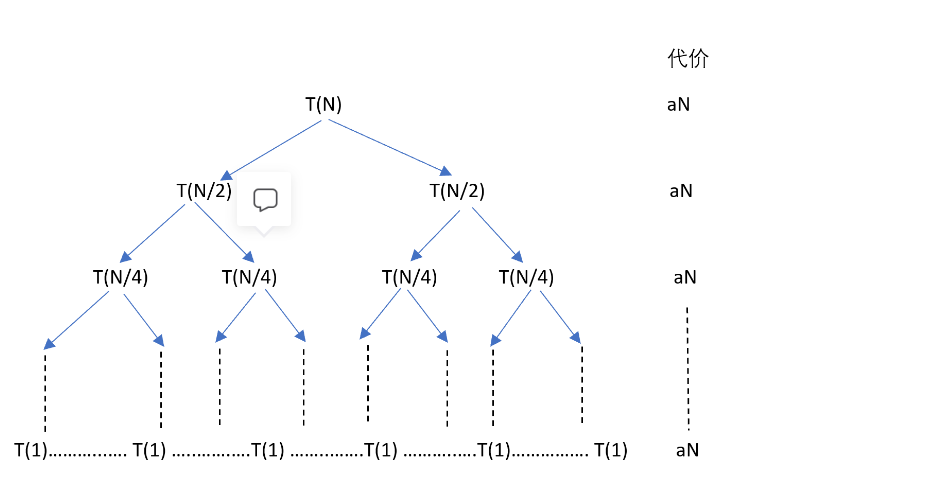 代价
T(N) aN
T(N/2) T(N/2) aN
T(N/4) T(N/4) T(N/4) T(N/4) aN
T(1).............. T(1) ..............T(1) ..............T(1) ..............T(1)............... T(1) aN